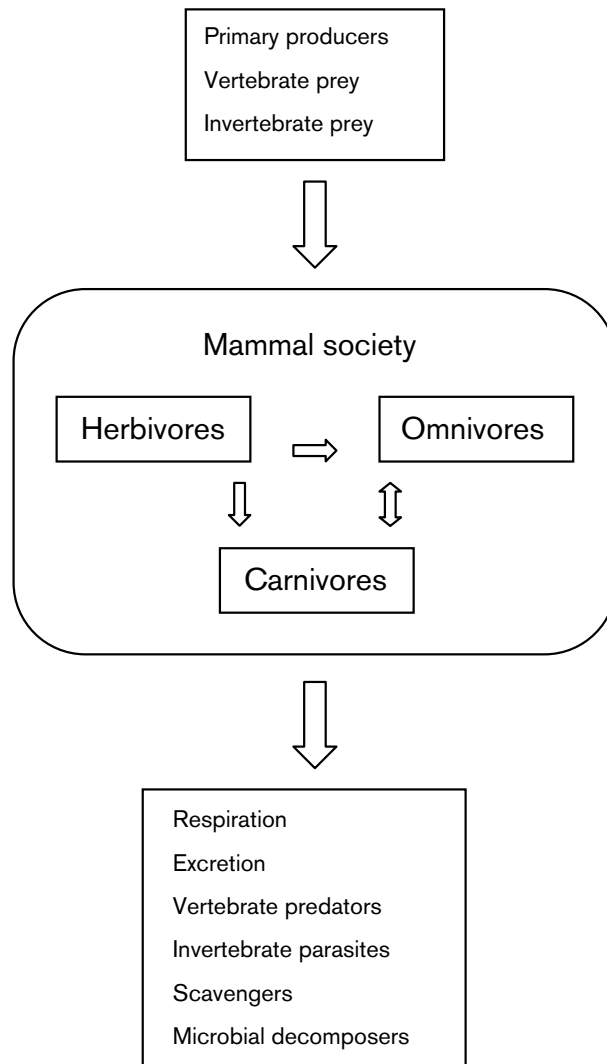 Primary producers
Vertebrate prey
Invertebrate prey
Mammal society
Herbivores
Omnivores
Carnivores
Respiration
Excretion
Vertebrate predators
Invertebrate parasites
Scavengers
Microbial decomposers